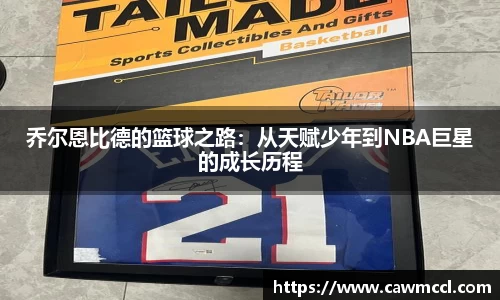 TAILOR
MADE
Sports Collectibles And Gifts
Basketball
TAILOR
MADE
乔尔恩比德的篮球之路：从天赋少年到NBA巨星
的成长历程
21
https://www.cawmccl.com